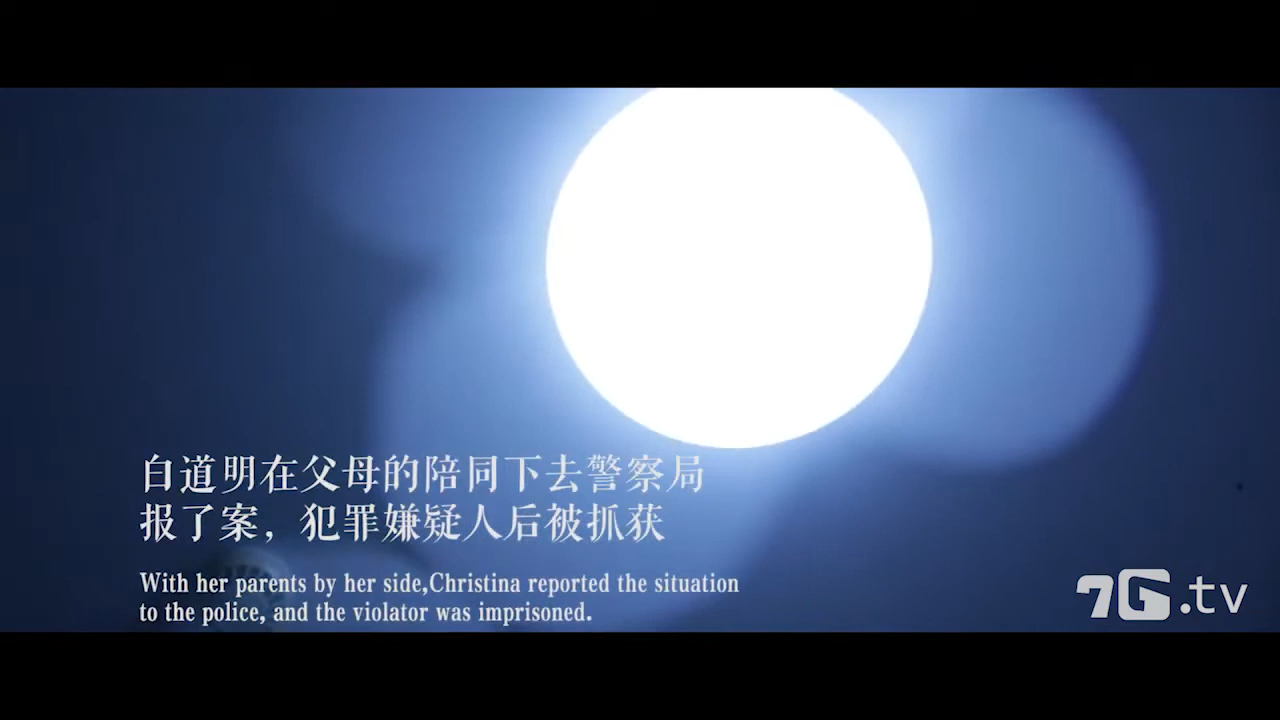 白道明在父母的陪同下去警察局
报了案，犯罪嫌疑人后被抓获
With her parents by her side,Christina reported the situation
to the police, and the violator was imprisoned.
7G.tv